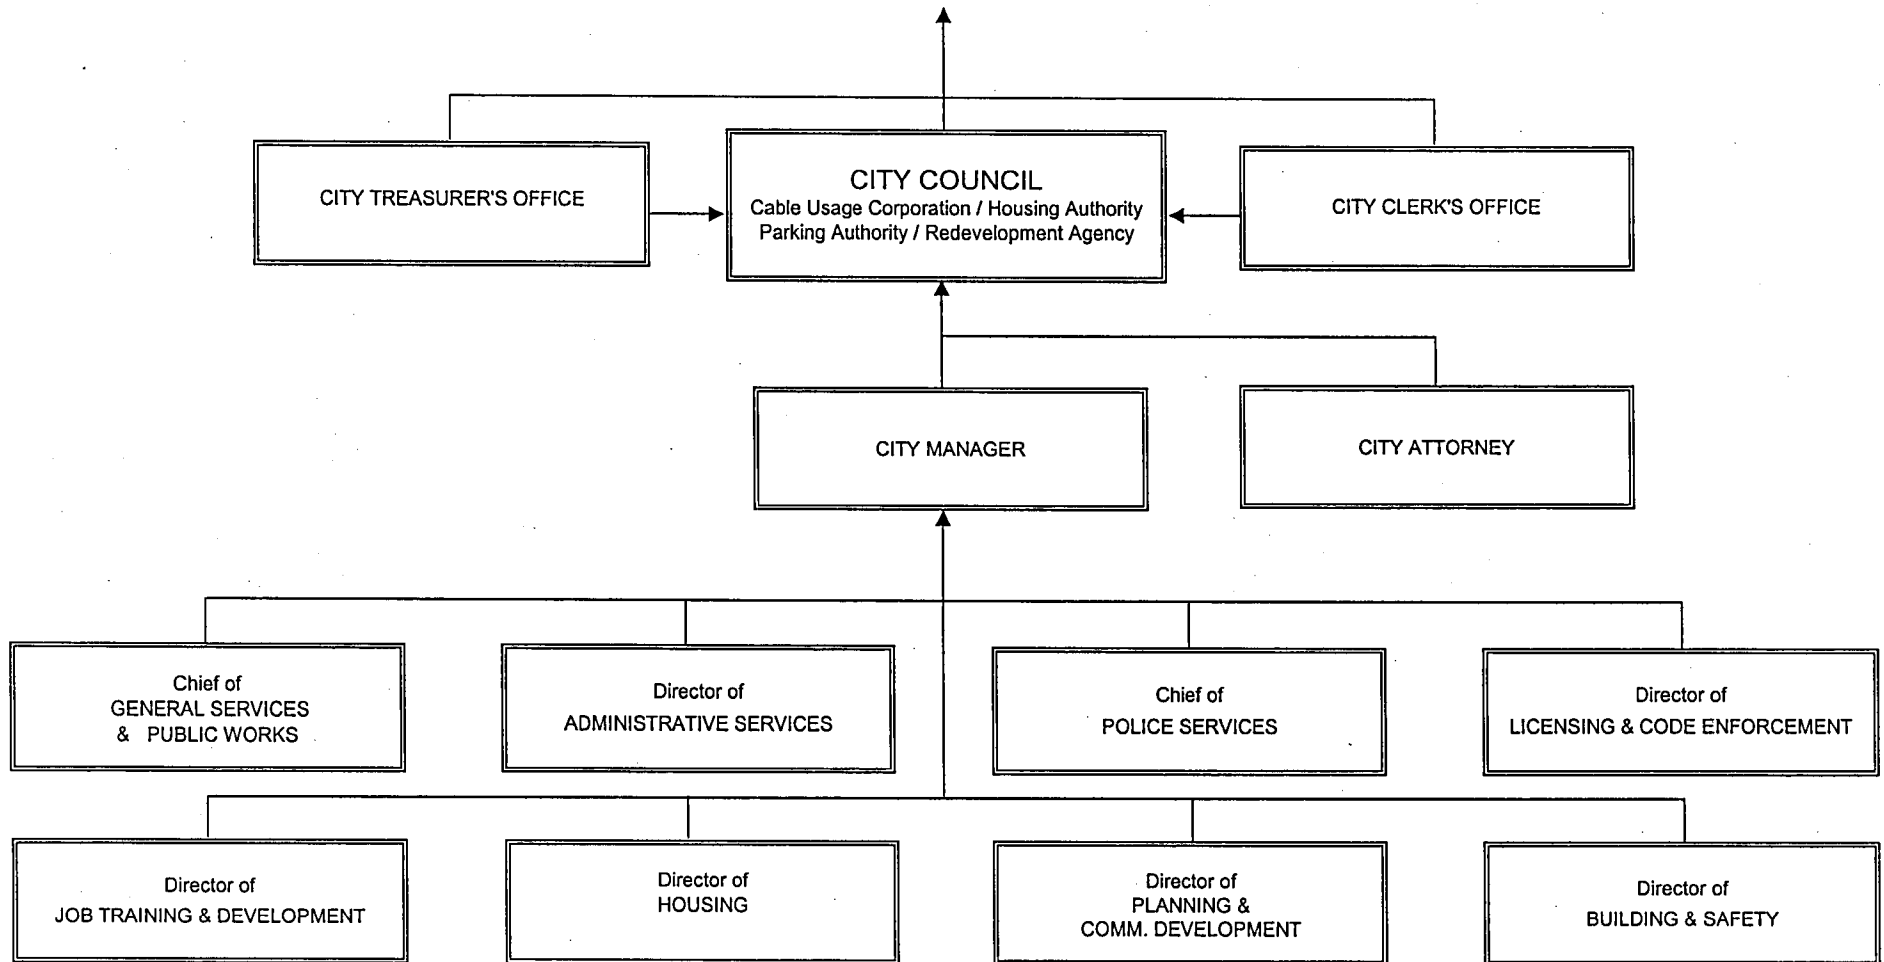 CITY TREASURER'S OFFICE
CITY COUNCIL
Cable Usage Corporation / Housing Authority
Parking Authority / Redevelopment Agency
CITY CLERK'S OFFICE
CITY MANAGER
CITY ATTORNEY
Chief of
GENERAL SERVICES
& PUBLIC WORKS
Director of
ADMINISTRATIVE SERVICES
Chief of
POLICE SERVICES
Director of
LICENSING & CODE ENFORCEMENT
Director of
JOB TRAINING & DEVELOPMENT
Director of
HOUSING
Director of
PLANNING &
COMM. DEVELOPMENT
Director of
BUILDING & SAFETY